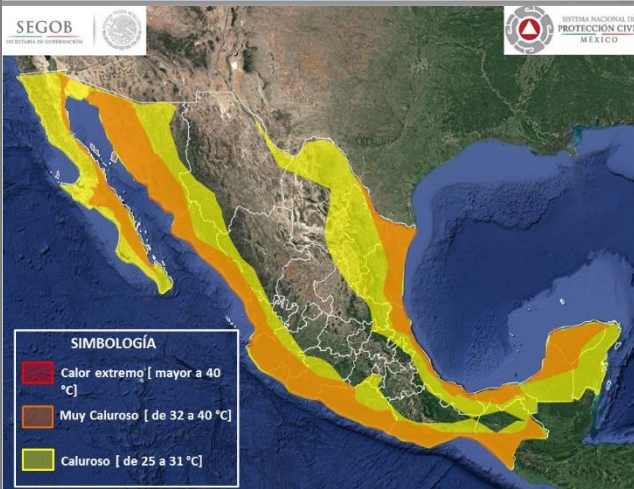 SEGOB
SECRETARÍA DE GOBERNACIÓN
SISTEMA NACIONAL DE
PROTECCIÓN CIVIL
MÉXICO
SIMBOLOGÍA
Calor extremo [ mayor a 40
°C]
Muy Caluroso [ de 32 a 40 °C]
Caluroso [ de 25 a 31 °C]